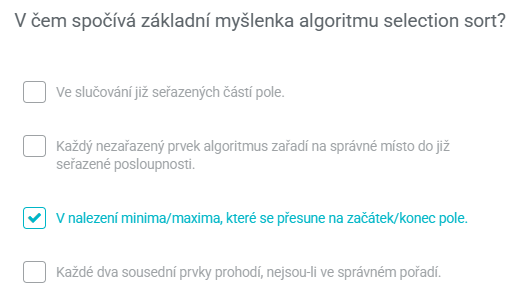 V čem spočívá základní myšlenka algoritmu selection sort?
Ve slučování již seřazených částí pole.
Každý nezařazený prvek algoritmus zařadí na správné místo do již
seřazené posloupnosti.
V nalezení minima/maxima, které se přesune na začátek/konec pole.
Každé dva sousední prvky prohodí, nejsou-li ve správném pořadí.